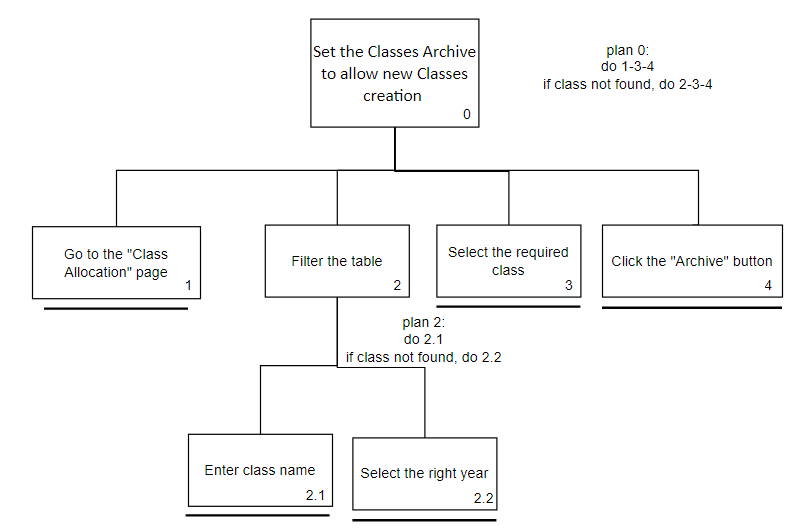 Set the Classes Archive
to allow new Classes
creation
0
plan 0:
do 1-3-4
if class not found, do 2-3-4
Go to the "Class
Allocation" page
1
Filter the table
2
Select the required
class
3
Click the "Archive" button
4
plan 2:
do 2.1
if class not found, do 2.2
Enter class name
2.1
Select the right year
2.2